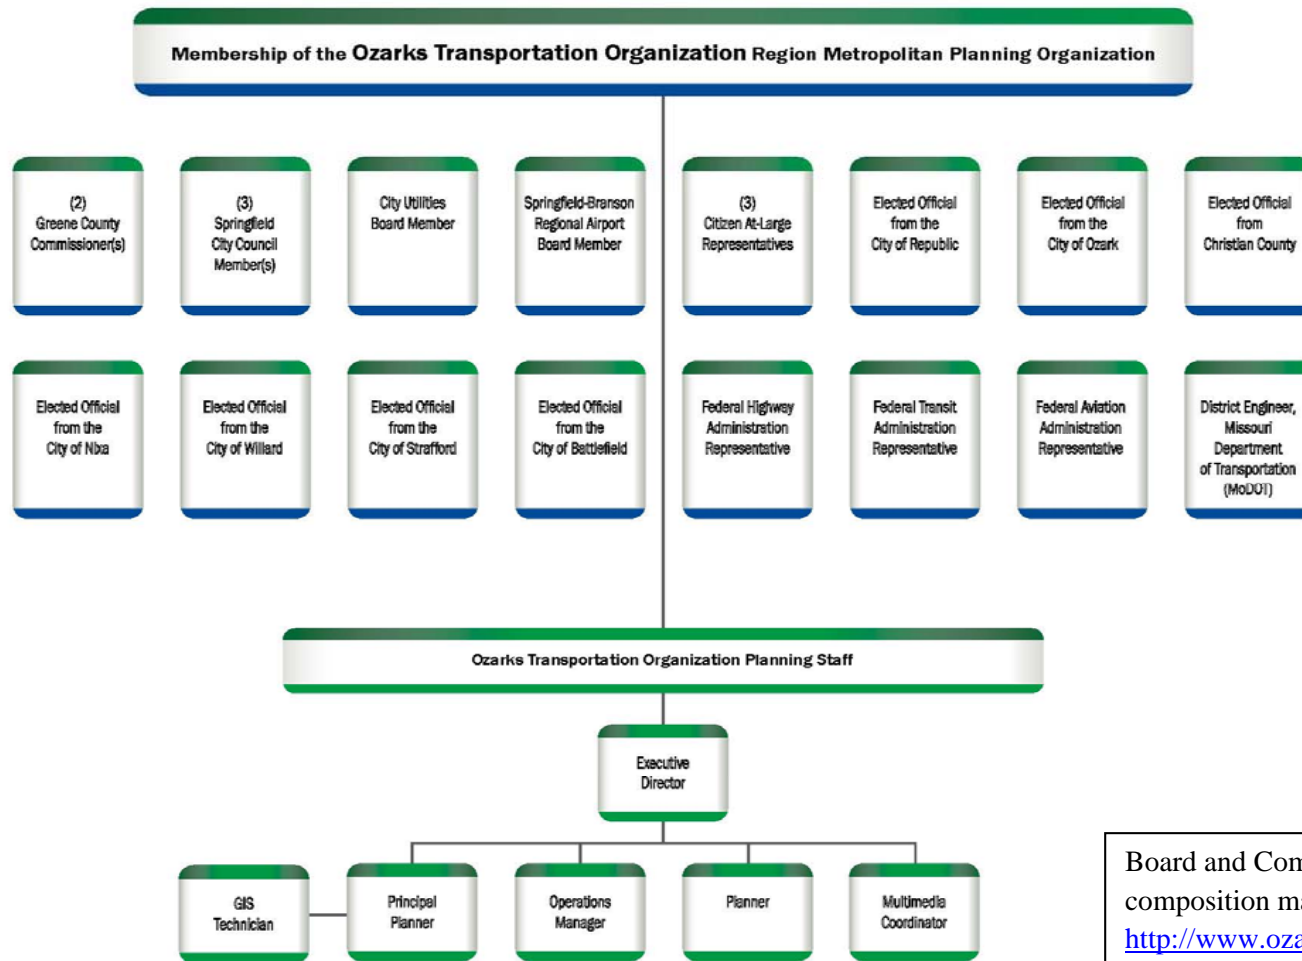 Membership of the Ozarks Transportation Organization Region Metropolitan Planning Organization
(2)
Greene County
Commissioner(s)
(3)
Springfield
City Council
Member(s)
City Utilities
Board Member
Springfield-Branson
Regional Airport
Board Member
(3)
Citizen At-Large
Representatives
Elected Official
from the
City of Republic
Elected Official
from the
City of Ozark
Elected Official
from
Christian County
Elected Official
from the
City of Nixa
Elected Official
from the
City of Willard
Elected Official
from the
City of Strafford
Elected Official
from the
City of Battlefield
Federal Highway
Administration
Representative
Federal Transit
Administration
Representative
Federal Aviation
Administration
Representative
District Engineer,
Missouri
Department
of Transportation
(MoDOT)
Ozarks Transportation Organization Planning Staff
Executive
Director
GIS
Technician
Principal
Planner
Operations
Manager
Planner
Multimedia
Coordinator
Board and Com
composition ma
http://www.oza